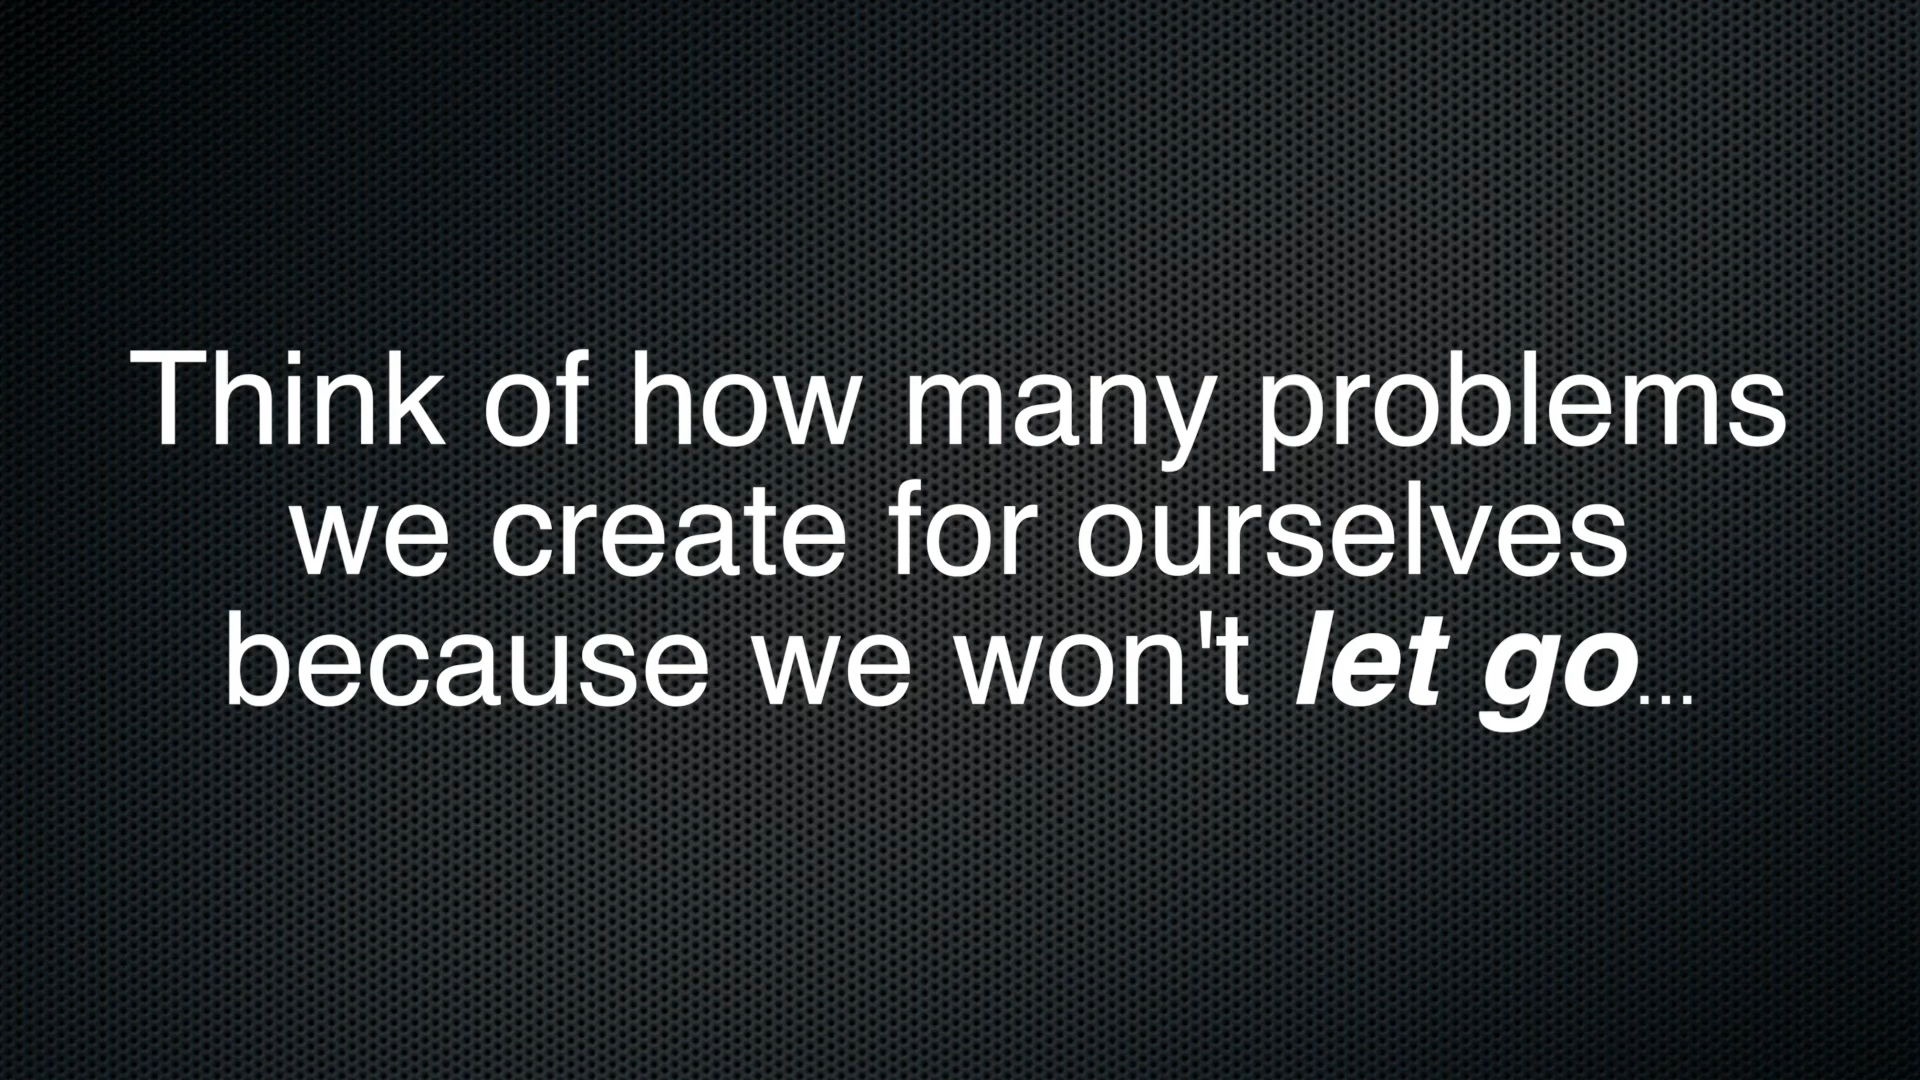 Think of how many problems
we create for ourselves
because we won't let go...